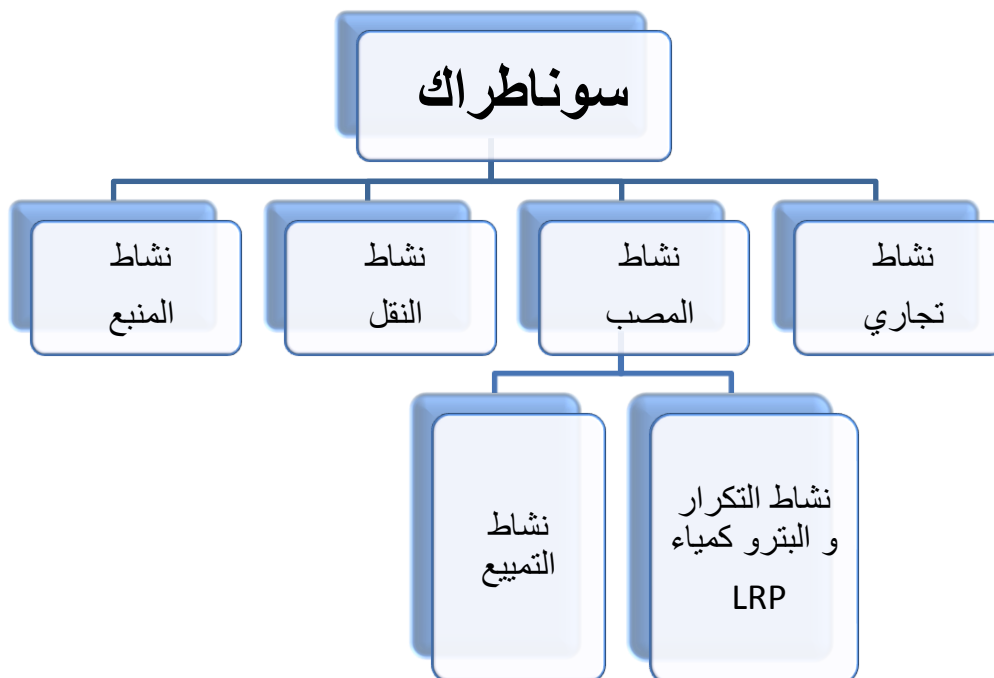 سوناطراك
نشاط
تجاري
نشاط
المصب
نشاط
النقل
نشاط
المنبع
نشاط التكرار
و البترو كمياء
LRP
نشاط
التمييع